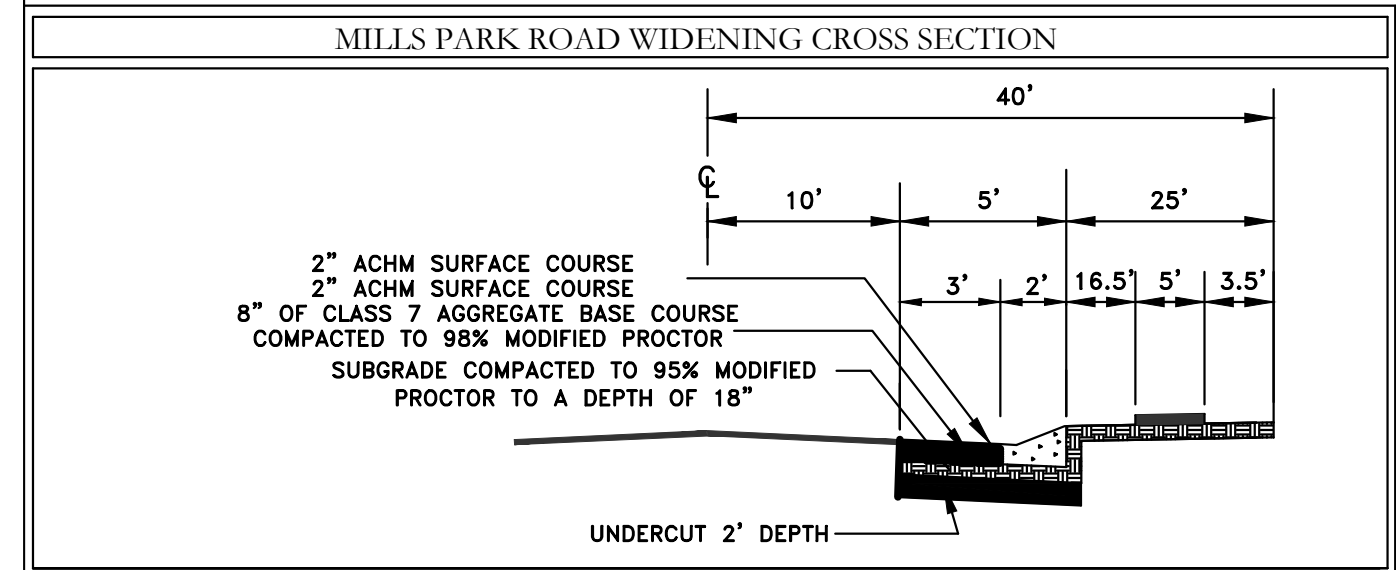 MILLS PARK ROAD WIDENING CROSS SECTION
40'
℄
10'
5'
25'
2" ACHM SURFACE COURSE
2" ACHM SURFACE COURSE
8" OF CLASS 7 AGGREGATE BASE COURSE
COMPACTED TO 98% MODIFIED PROCTOR
SUBGRADE COMPACTED TO 95% MODIFIED
PROCTOR TO A DEPTH OF 18"
3'
2'
16.5'
5'
3.5'
UNDERCUT 2' DEPTH